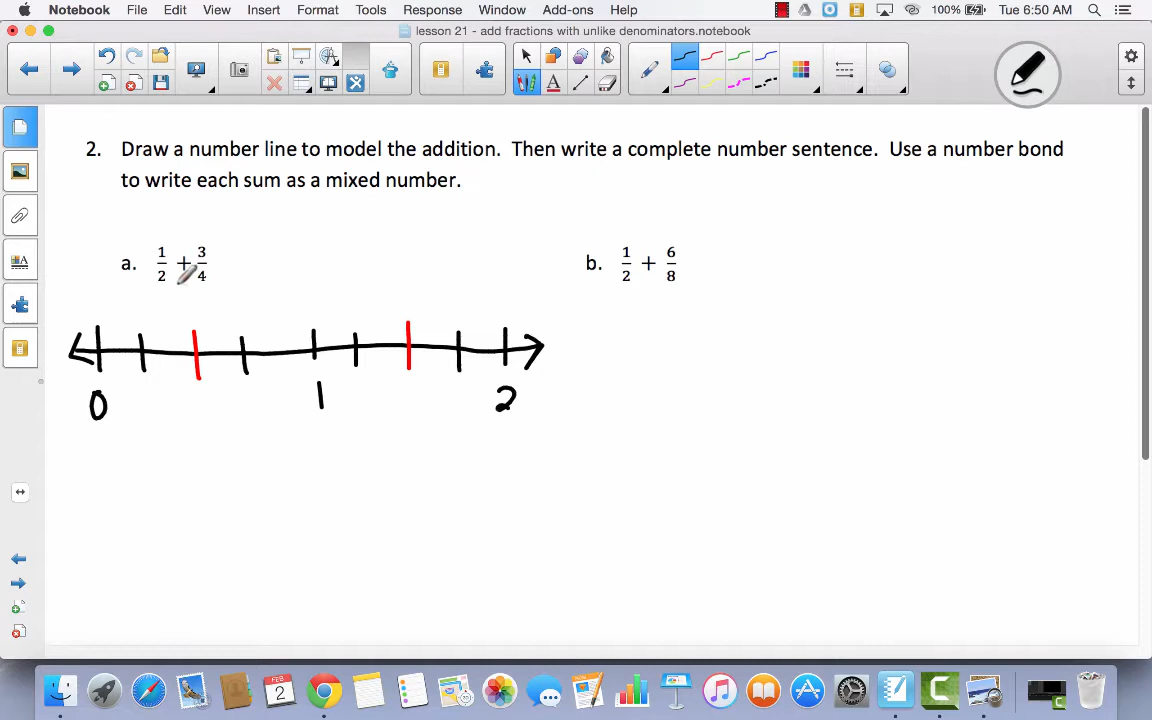 Notebook File Edit View Insert Format Tools Response Window Add-ons Help 100% Tue 6:50 AM
lesson 21 - add fractions with unlike denominators.notebook
2. Draw a number line to model the addition. Then write a complete number sentence. Use a number bond
to write each sum as a mixed number.
a. 1/2 + 3/4 b. 1/2 + 6/8
0 1 2
FEB
2